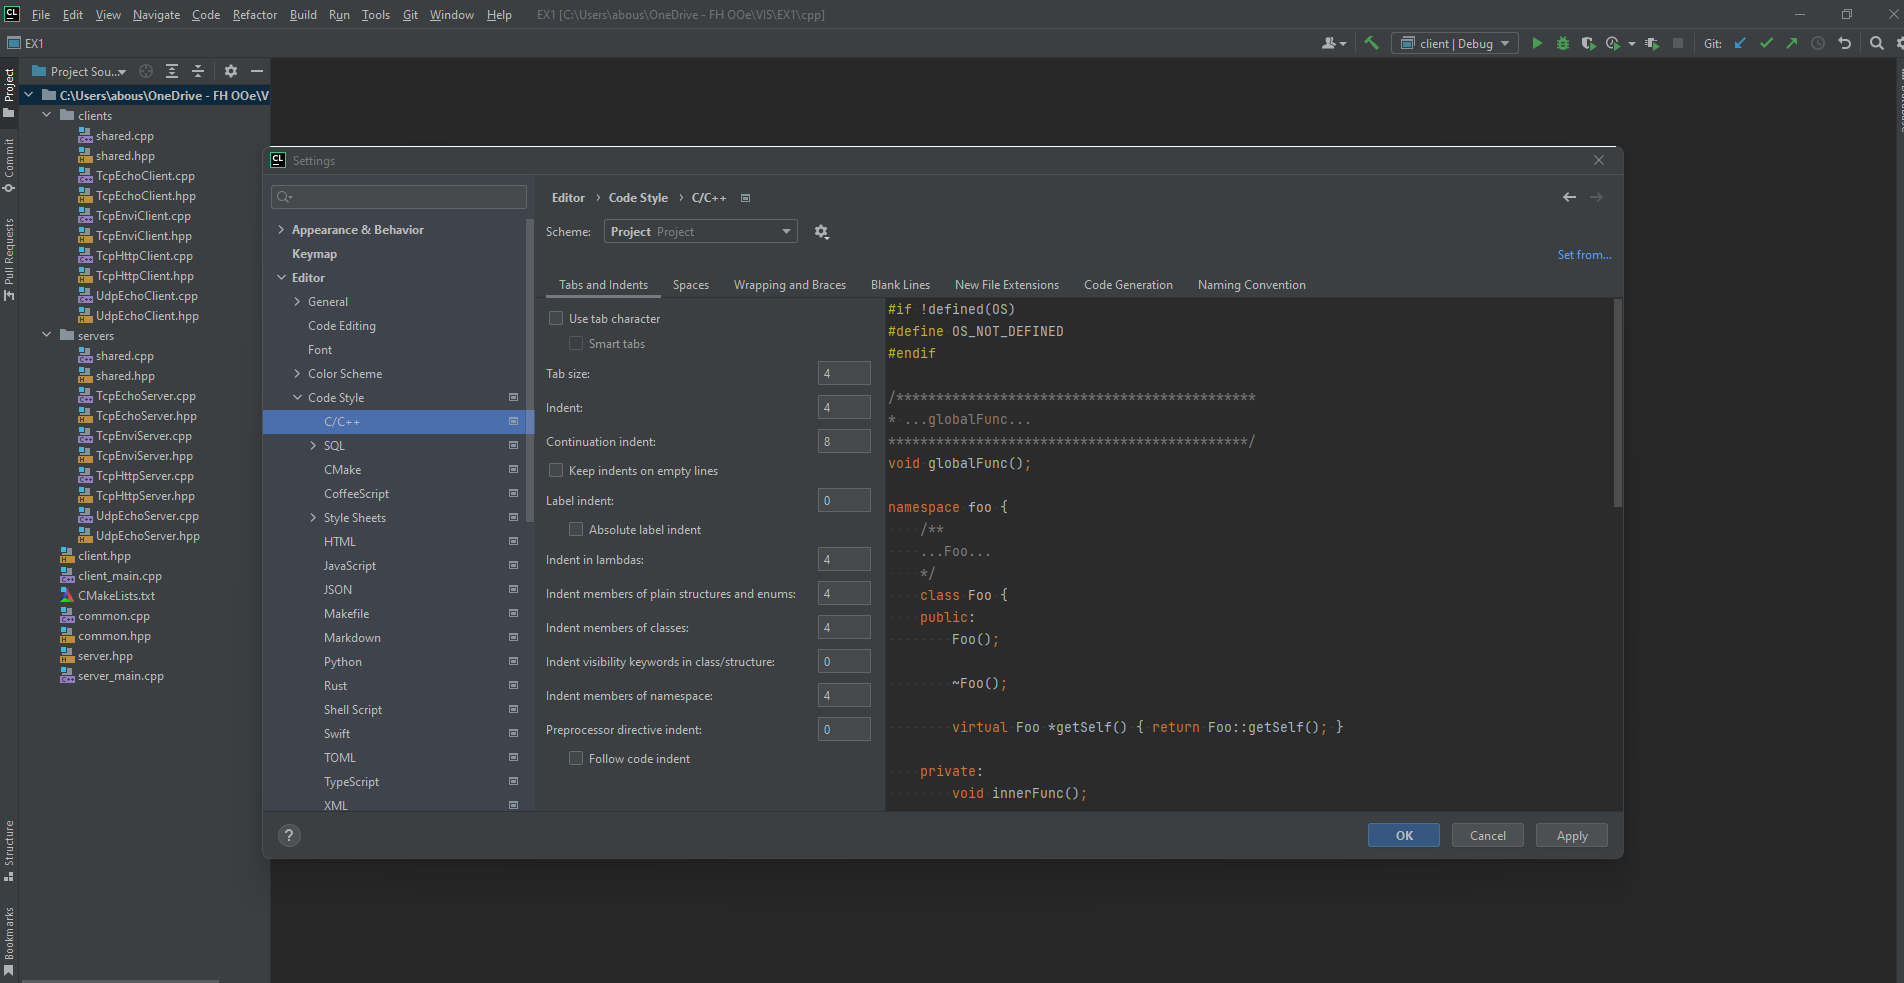 CL File Edit View Navigate Code Refactor Build Run Tools Git Window Help EX1 [C:\Users\abous\OneDrive - FH OOe\VIS\EX1\cpp]
EX1 client | Debug Git:
Project
Commit
Pull Requests
Structure
Bookmarks
Project Sou...
C:\Users\abous\OneDrive - FH OOe\V
clients
shared.cpp
shared.hpp
TcpEchoClient.cpp
TcpEchoClient.hpp
TcpEnviClient.cpp
TcpEnviClient.hpp
TcpHttpClient.cpp
TcpHttpClient.hpp
UdpEchoClient.cpp
UdpEchoClient.hpp
servers
shared.cpp
shared.hpp
TcpEchoServer.cpp
TcpEchoServer.hpp
TcpEnviServer.cpp
TcpEnviServer.hpp
TcpHttpServer.cpp
TcpHttpServer.hpp
UdpEchoServer.cpp
UdpEchoServer.hpp
client.hpp
client_main.cpp
CMakeLists.txt
common.cpp
common.hpp
server.hpp
server_main.cpp
CL Settings
Appearance & Behavior
Keymap
Editor
General
Code Editing
Font
Color Scheme
Code Style
C/C++
SQL
CMake
CoffeeScript
Style Sheets
HTML
JavaScript
JSON
Makefile
Markdown
Python
Rust
Shell Script
Swift
TOML
TypeScript
XML
Editor › Code Style › C/C++
Scheme: Project Project
Set from...
Tabs and Indents Spaces Wrapping and Braces Blank Lines New File Extensions Code Generation Naming Convention
Use tab character
Smart tabs
Tab size: 4
Indent: 4
Continuation indent: 8
Keep indents on empty lines
Label indent: 0
Absolute label indent
Indent in lambdas: 4
Indent members of plain structures and enums: 4
Indent members of classes: 4
Indent visibility keywords in class/structure: 0
Indent members of namespace: 4
Preprocessor directive indent: 0
Follow code indent
#if !defined(OS)
#define OS_NOT_DEFINED
#endif
/*********************************************
* ...globalFunc...
*********************************************/
void globalFunc();
namespace foo {
/**
...Foo...
*/
class Foo {
public:
Foo();
~Foo();
virtual Foo *getSelf() { return Foo::getSelf(); }
private:
void innerFunc();
? OK Cancel Apply